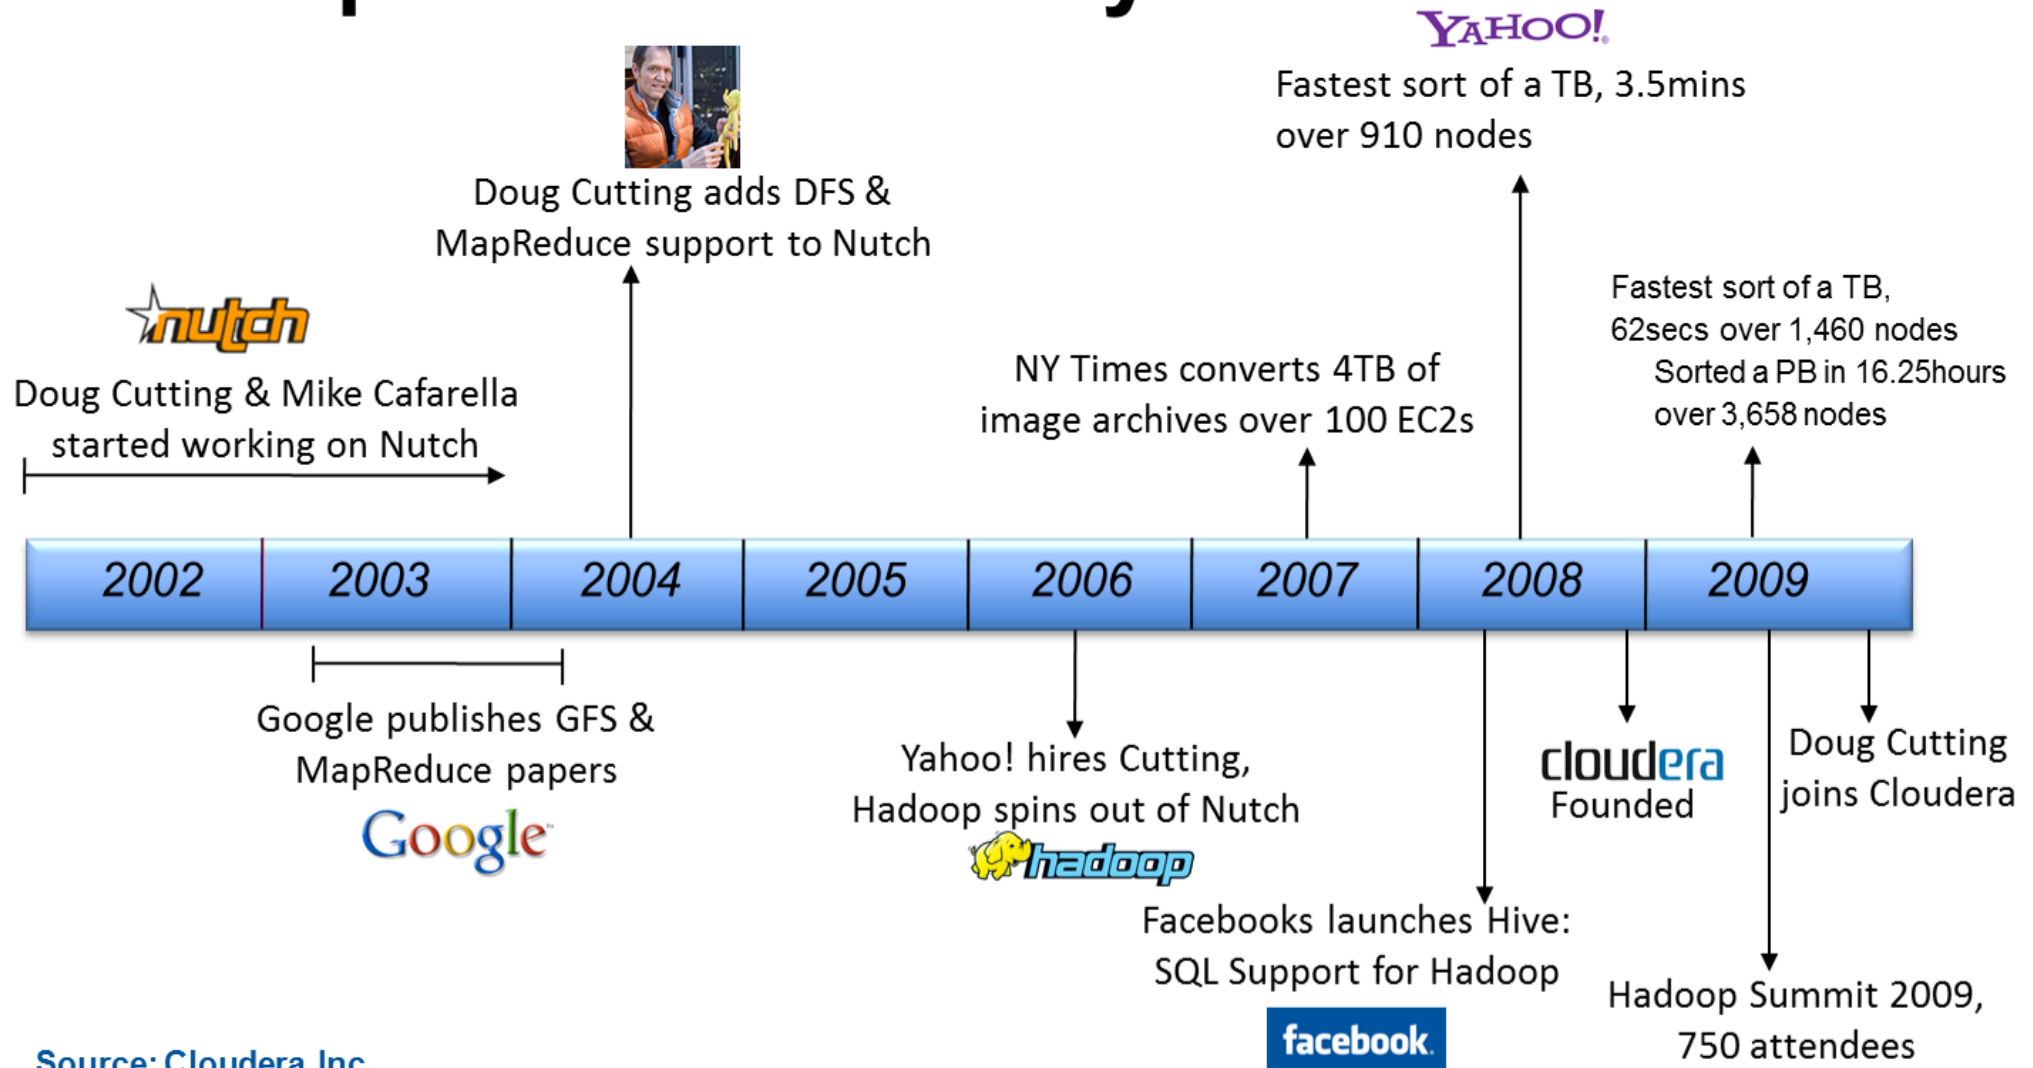 YAHOO!
Fastest sort of a TB, 3.5mins
over 910 nodes
Doug Cutting adds DFS &
MapReduce support to Nutch
nutch
Doug Cutting & Mike Cafarella
started working on Nutch
NY Times converts 4TB of
image archives over 100 EC2s
Fastest sort of a TB,
62secs over 1,460 nodes
Sorted a PB in 16.25hours
over 3,658 nodes
2002 2003 2004 2005 2006 2007 2008 2009
Google publishes GFS &
MapReduce papers
Google
Yahoo! hires Cutting,
Hadoop spins out of Nutch
hadoop
Facebooks launches Hive:
SQL Support for Hadoop
facebook
cloudera
Founded
Doug Cutting
joins Cloudera
Hadoop Summit 2009,
750 attendees
Source: Cloudera Inc